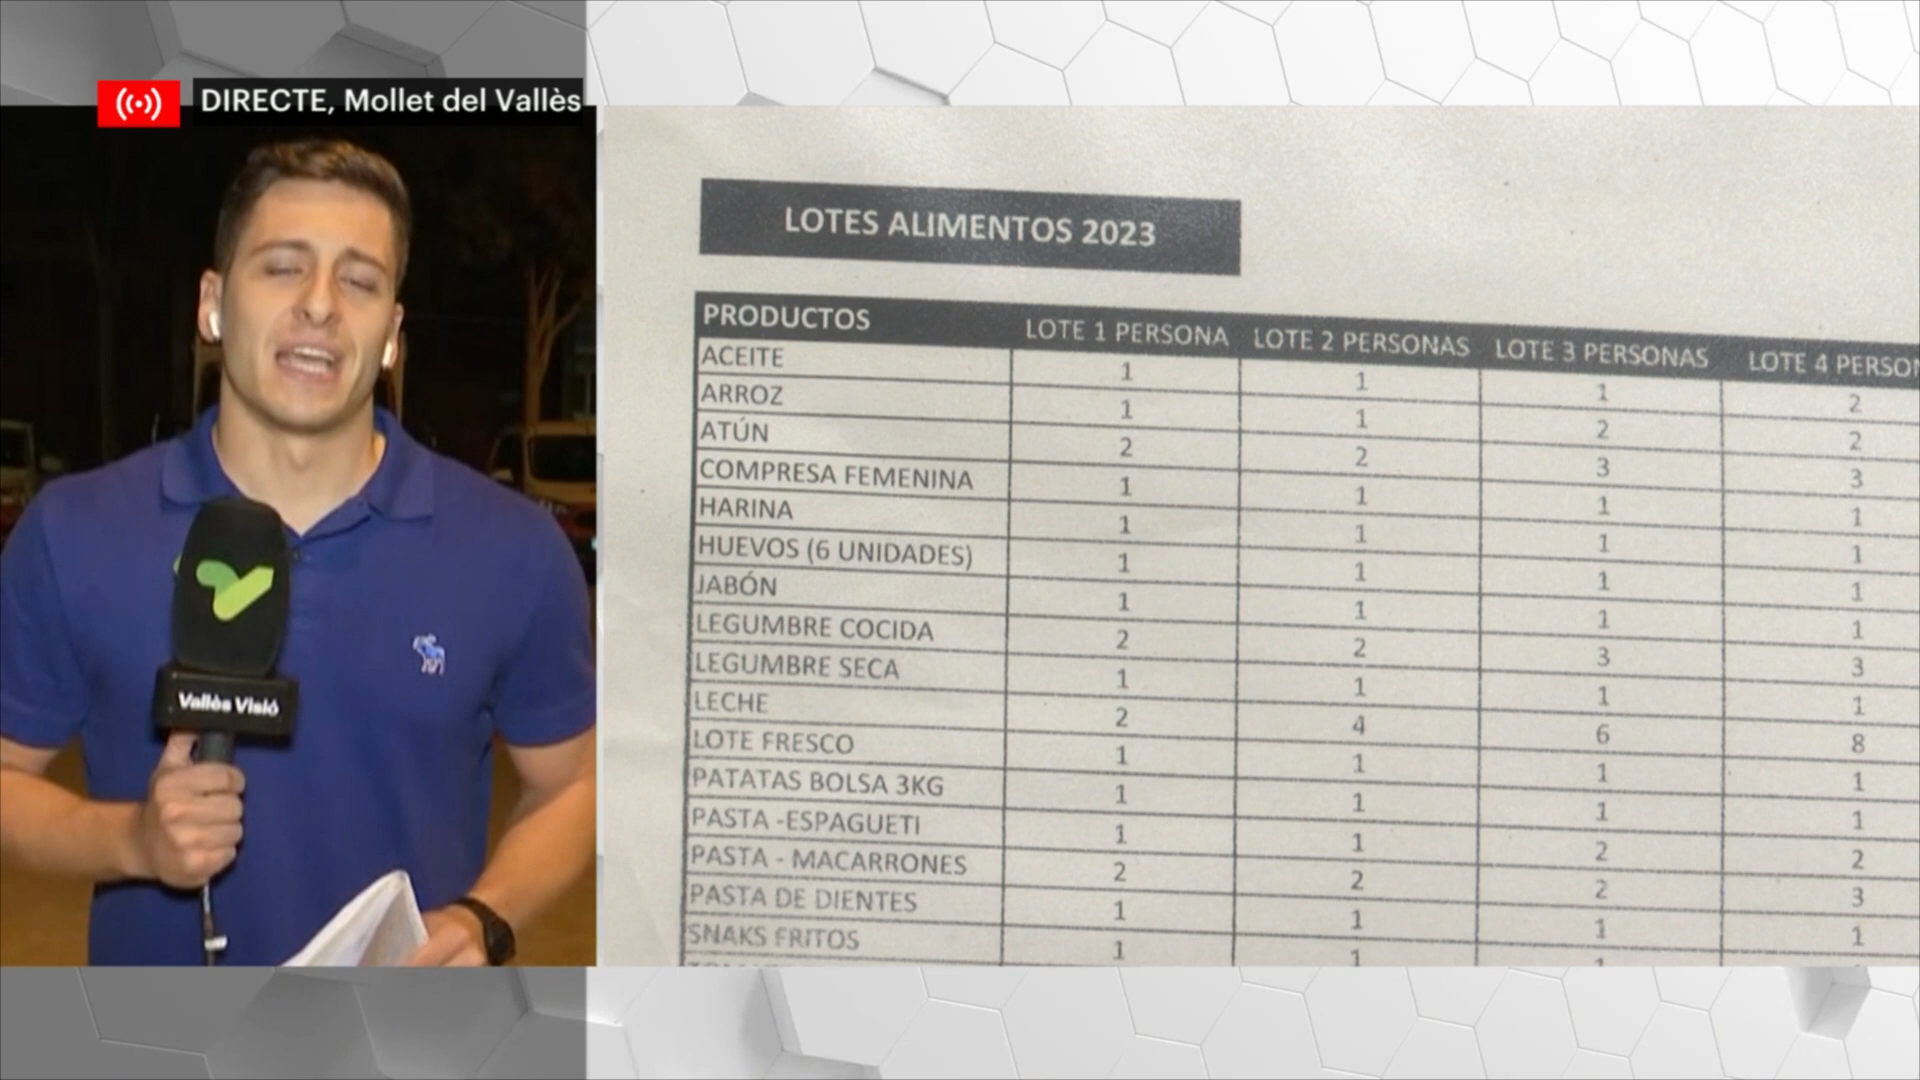 DIRECTE, Mollet del Vallès
Vallès Visió
LOTES ALIMENTOS 2023
PRODUCTOS LOTE 1 PERSONA LOTE 2 PERSONAS LOTE 3 PERSONAS LOTE 4 PERSON
ACEITE 1 1 1 2
ARROZ 1 1 2 2
ATÚN 2 2 3 3
COMPRESA FEMENINA 1 1 1 1
HARINA 1 1 1 1
HUEVOS (6 UNIDADES) 1 1 1 1
JABÓN 1 1 1 1
LEGUMBRE COCIDA 2 2 3 3
LEGUMBRE SECA 1 1 1 1
LECHE 2 4 6 8
LOTE FRESCO 1 1 1 1
PATATAS BOLSA 3KG 1 1 1 1
PASTA -ESPAGUETI 1 1 2 2
PASTA - MACARRONES 2 2 2 3
PASTA DE DIENTES 1 1 1 1
SNAKS FRITOS 1 1